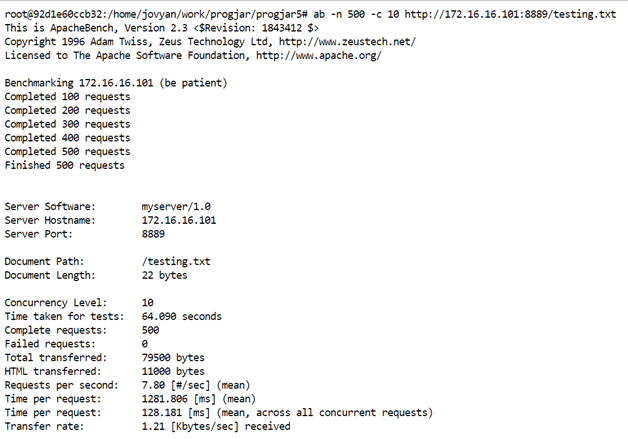 root@92d1e60ccb32:/home/jovyan/work/progjar/progjar5# ab -n 500 -c 10 http://172.16.16.101:8889/testing.txt
This is ApacheBench, Version 2.3 <$Revision: 1843412 $>
Copyright 1996 Adam Twiss, Zeus Technology Ltd, http://www.zeustech.net/
Licensed to The Apache Software Foundation, http://www.apache.org/

Benchmarking 172.16.16.101 (be patient)
Completed 100 requests
Completed 200 requests
Completed 300 requests
Completed 400 requests
Completed 500 requests
Finished 500 requests

Server Software:        myserver/1.0
Server Hostname:        172.16.16.101
Server Port:            8889

Document Path:          /testing.txt
Document Length:        22 bytes

Concurrency Level:      10
Time taken for tests:   64.090 seconds
Complete requests:      500
Failed requests:        0
Total transferred:      79500 bytes
HTML transferred:       11000 bytes
Requests per second:    7.80 [#/sec] (mean)
Time per request:       1281.806 [ms] (mean)
Time per request:       128.181 [ms] (mean, across all concurrent requests)
Transfer rate:          1.21 [Kbytes/sec] received